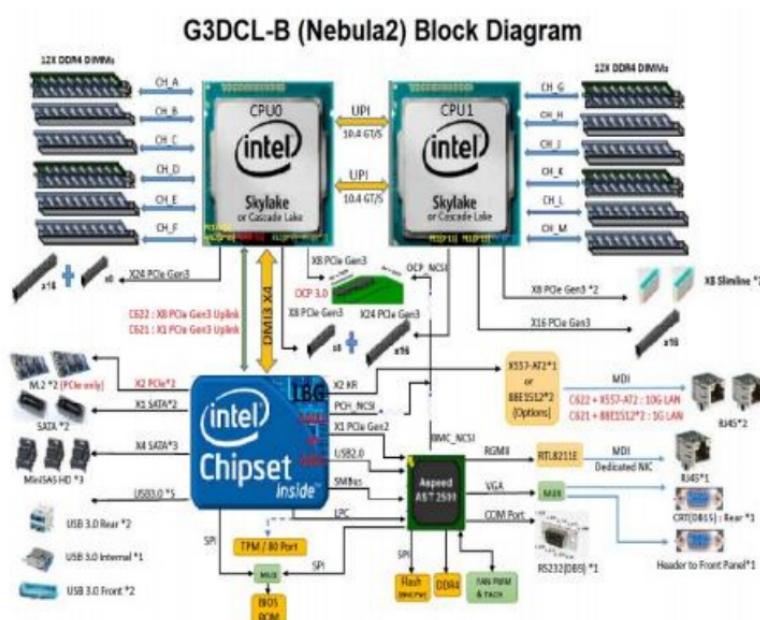 G3DCL-B (Nebula2) Block Diagram
12X DDR4 DIMMs
12X DDR4 DIMMs
CH_A
CH_B
CH_C
CH_D
CH_E
CH_F
CPU0
intel
Skylake
or Cascade Lake
UPI
10.4 GT/S
UPI
10.4 GT/S
CPU1
intel
Skylake
or Cascade Lake
CH_G
CH_H
CH_J
CH_K
CH_L
CH_M
x16
x8
X24 PCIe Gen3
C622 : X8 PCIe Gen3 Uplink
C621 : X1 PCIe Gen3 Uplink
DMI3 X4
X8 PCIe Gen3
OCP 3.0
OCP_NCSI
X8 PCIe Gen3
X24 PCIe Gen3
x8
x16
X8 PCIe Gen3 *2
X8 Slimline *2
X16 PCIe Gen3
x16
M.2 *2 (PCIe only)
X2 PCIe*2
X1 SATA*2
SATA *2
X4 SATA*3
MiniSAS HD *3
USB3.0 *5
USB 3.0 Rear *2
USB 3.0 Internal *1
USB 3.0 Front *2
intel
Chipset
inside™
LBG
X2 KR
PCH_NCSI
X1 PCIe Gen2
USB2.0
SMBus
LPC
BMC_NCSI
X557-AT2*1
or
88E1512*2
(Options)
MDI
C622 + X557-AT2 : 10G LAN
C621 + 88E1512*2 : 1G LAN
RJ45*2
Aspeed
AST 2500
RGMII
RTL8211E
MDI
Dedicated NIC
RJ45*1
VGA
MUX
CRT(DB15) : Rear *1
COM Port
RS232(DB9) *1
Header to Front Panel*1
SPI
TPM / 80 Port
MUX
SPI
BIOS
ROM
SPI
Flash
DDR4
FAN PWM
& TACH